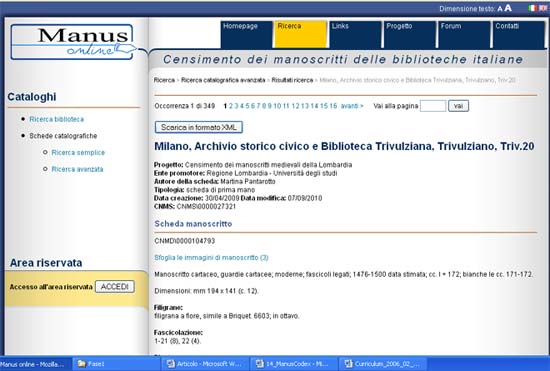 Dimensione testo: A A
Manus
online
Homepage
Ricerca
Links
Progetto
Forum
Contatti
Censimento dei manoscritti delle biblioteche italiane
Ricerca » Ricerca catalografica avanzata » Risultati ricerca » Milano, Archivio storico civico e Biblioteca Trivulziana, Trivulziano, Triv.20
Cataloghi
Ricerca biblioteca
Schede catalografiche
Ricerca semplice
Ricerca avanzata
Area riservata
Accesso all'area riservata ACCEDI
Occorrenza 1 di 349 1 2 3 4 5 6 7 8 9 10 11 12 13 14 15 16 avanti > Vai alla pagina vai
Scarica in formato XML
Milano, Archivio storico civico e Biblioteca Trivulziana, Trivulziano, Triv.20
Progetto: Censimento dei manoscritti medievali della Lombardia
Ente promotore: Regione Lombardia - Università degli studi
Autore della scheda: Martina Pantarotto
Tipologia: scheda di prima mano
Data creazione: 30/04/2009 Data modifica: 07/09/2010
CNMS: CNMS\0000027321
Scheda manoscritto
CNMD\0000104793
Sfoglia le immagini di manoscritto (3)
Manoscritto cartaceo, guardie cartacee; moderne; fascicoli legati; 1476-1500 data stimata; cc. I + 172; bianche le cc. 171-172.
Dimensioni: mm 194 x 141 (c. 12).
Filigrane:
filigrana a fiore, simile a Briquet. 6603; in ottavo.
Fascicolazione:
1-21 (8), 22 (4).
Manus online - Mozilla...
Fase1
Articolo - Microsoft W...
14_ManusCodex - Mi...
Curriculum_2006_02_...